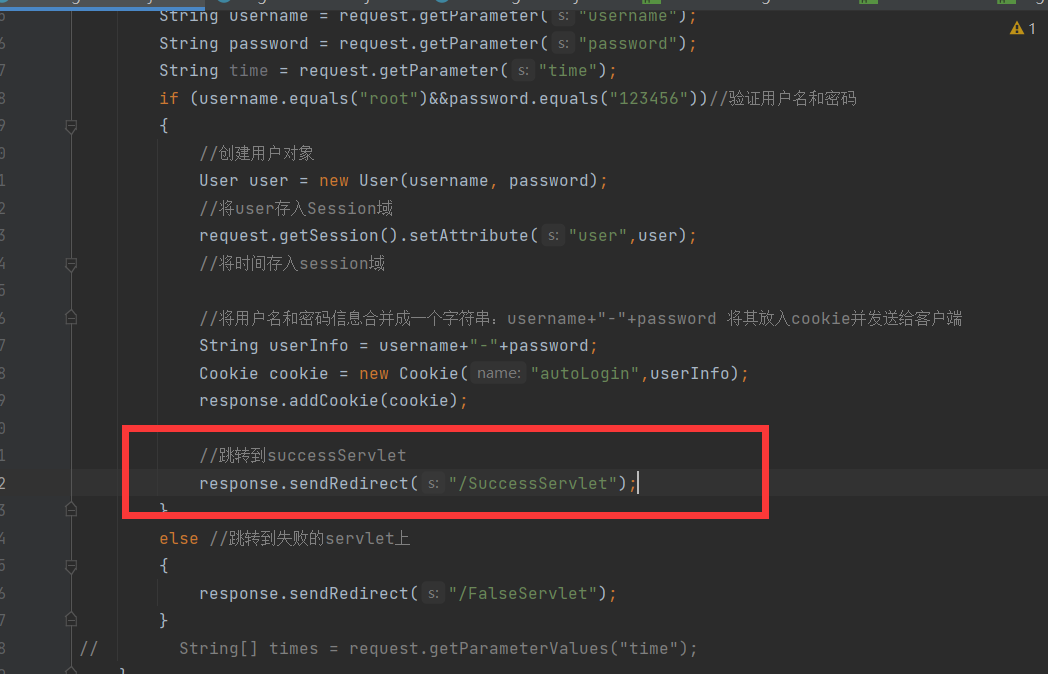 String username = request.getParameter( s: "username");
String password = request.getParameter( s: "password");
String time = request.getParameter( s: "time");
if (username.equals("root")&&password.equals("123456"))//验证用户名和密码
{
//创建用户对象
User user = new User(username, password);
//将user存入Session域
request.getSession().setAttribute( s: "user",user);
//将时间存入session域
//将用户名和密码信息合并成一个字符串：username+"-"+password 将其放入cookie并发送给客户端
String userInfo = username+"-"+password;
Cookie cookie = new Cookie( name: "autoLogin",userInfo);
response.addCookie(cookie);
//跳转到successServlet
response.sendRedirect( s: "/SuccessServlet");
}
else //跳转到失败的servlet上
{
response.sendRedirect( s: "/FalseServlet");
}
// String[] times = request.getParameterValues("time");
1